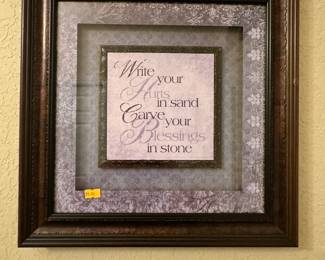 Write
your
Hurts
in sand
Carve
your
Blessings
in stone